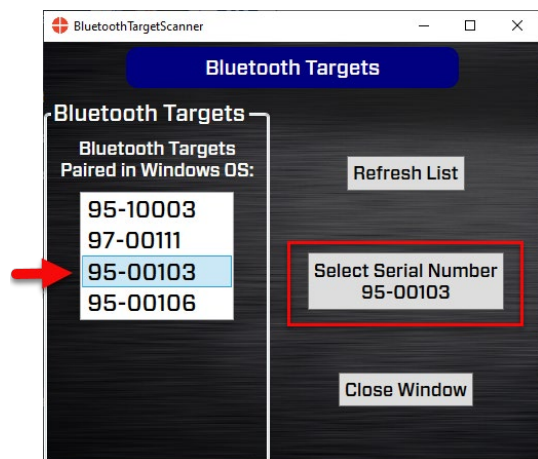 BluetoothTargetScanner
Bluetooth Targets
Bluetooth Targets
Bluetooth Targets
Paired in Windows OS:
95-10003
97-00111
95-00103
95-00106
Refresh List
Select Serial Number
95-00103
Close Window